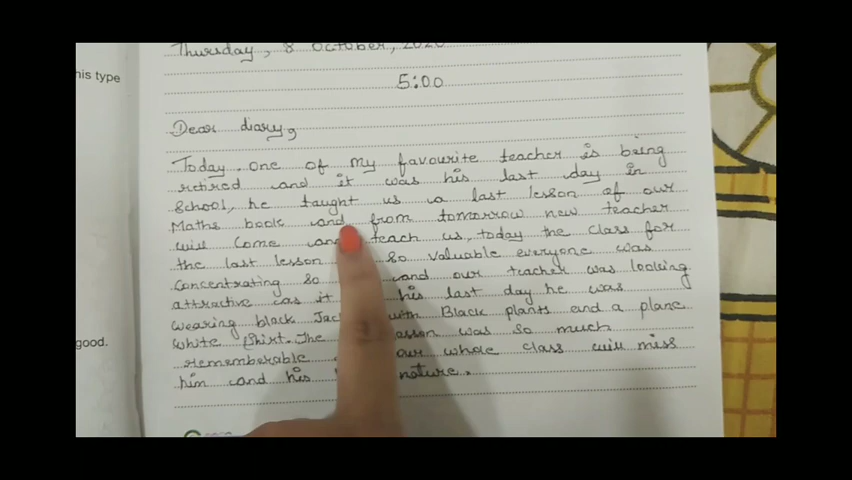 Thursday, 8 October, 2020
his type
5:00
Dear diary,
Today one of my favourite teacher is being
retired and it was his last day in
School, he taught us a last lesson of our
Maths book and from tomorrow new teacher
will come and teach us, today the class for
the last lesson so valuable everyone was
concentrating so and our teacher was looking
attractive as it his last day he was
wearing black Jac with Black plants and a plane
white Shirt. The lesson was so much
good.
rememberable our whole class will miss
him and his nature.